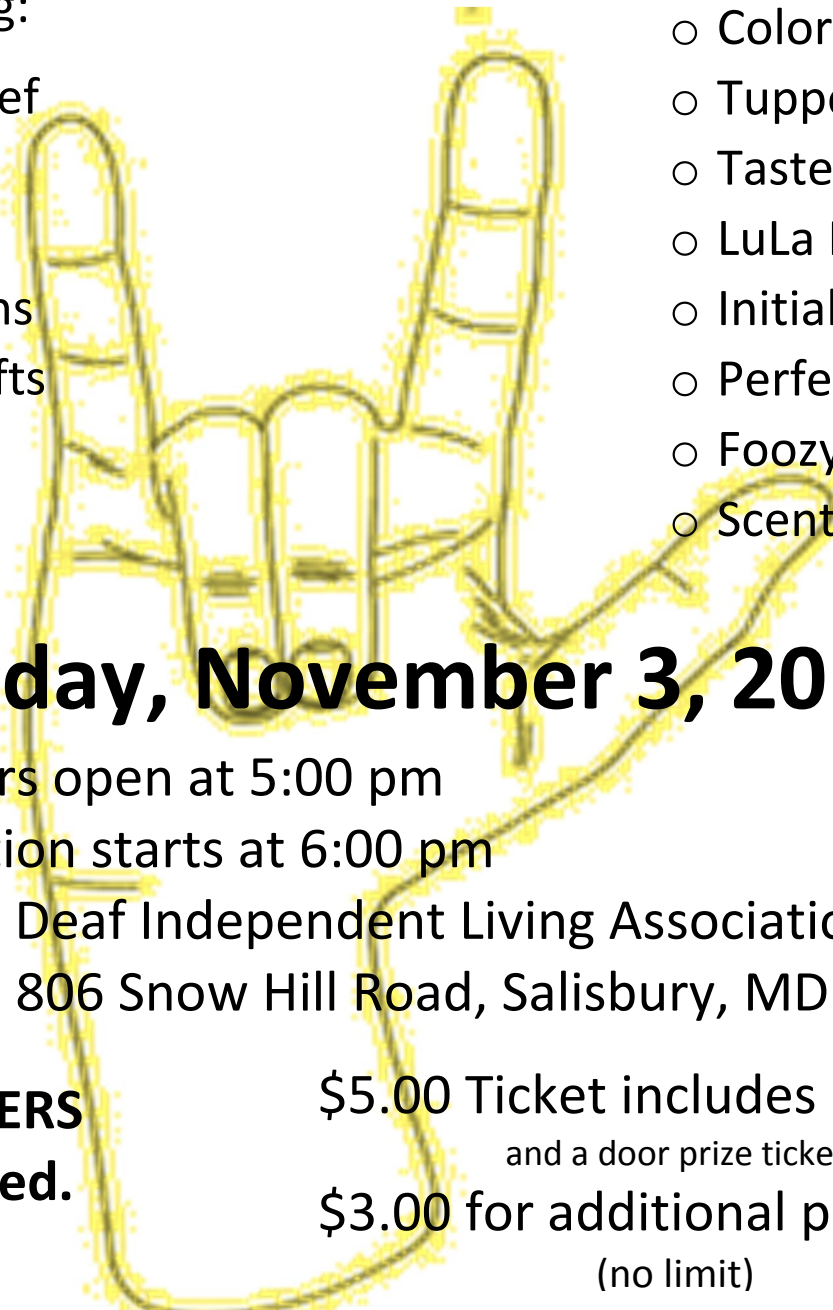 g:
ef
ns
fts
○ Color
○ Tuppe
○ Taste
○ LuLa
○ Initial
○ Perfe
○ Foozy
○ Scent
day, November 3, 20
rs open at 5:00 pm
tion starts at 6:00 pm
Deaf Independent Living Associatio
806 Snow Hill Road, Salisbury, MD
ERS
ed.
$5.00 Ticket includes
and a door prize ticke
$3.00 for additional p
(no limit)